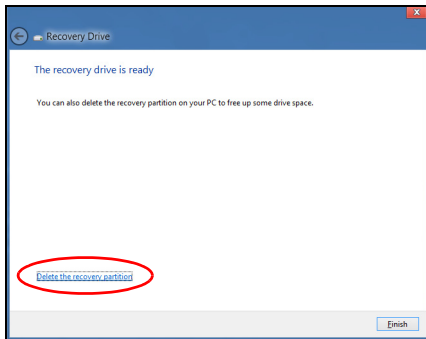 Recovery Drive
The recovery drive is ready
You can also delete the recovery partition on your PC to free up some drive space.
Delete the recovery partition
Finish